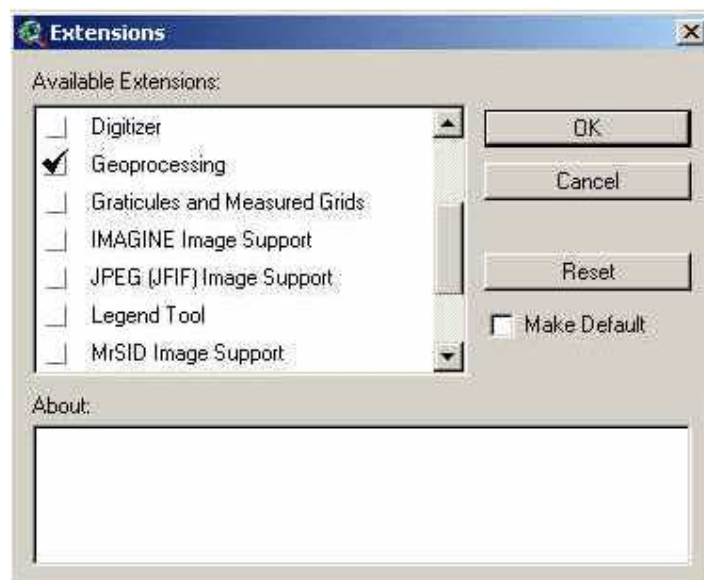 Extensions
Available Extensions:
Digitizer
Geoprocessing
Graticules and Measured Grids
IMAGINE Image Support
JPEG (JFIF) Image Support
Legend Tool
MrSID Image Support
OK
Cancel
Reset
Make Default
About: